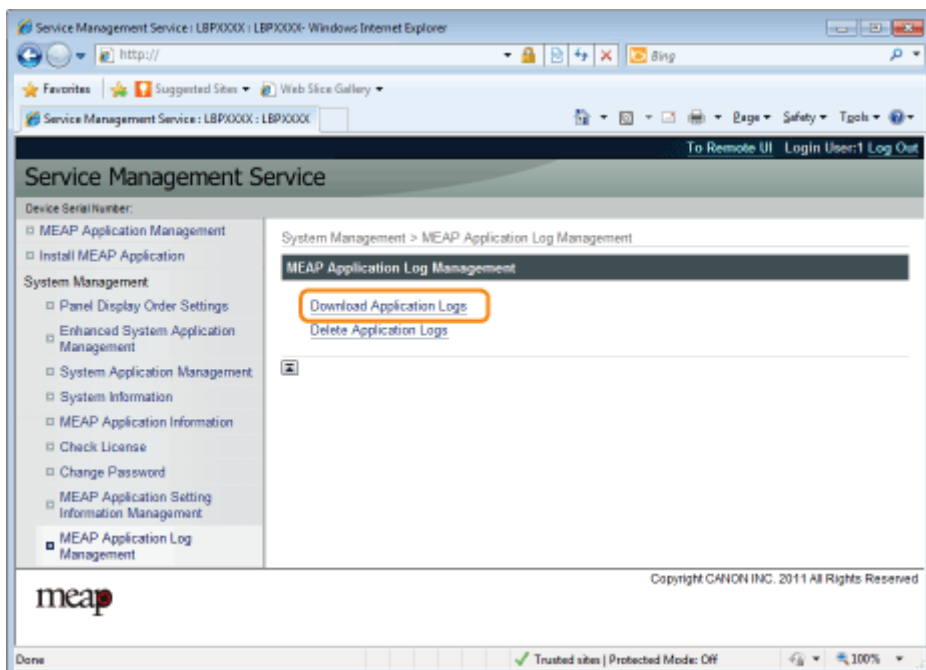 Service Management Service : LBPXXXX : LBPXXXX- Windows Internet Explorer
http://
Bing
Favorites Suggested Sites Web Slice Gallery
Service Management Service : LBPXXXX : LBPXXXX
Page Safety Tools
To Remote UI Login User:1 Log Out
Service Management Service
Device Serial Number:
MEAP Application Management
Install MEAP Application
System Management
Panel Display Order Settings
Enhanced System Application
Management
System Application Management
System Information
MEAP Application Information
Check License
Change Password
MEAP Application Setting
Information Management
MEAP Application Log
Management
System Management > MEAP Application Log Management
MEAP Application Log Management
Download Application Logs
Delete Application Logs
meap
Copyright CANON INC. 2011 All Rights Reserved
Done
Trusted sites | Protected Mode: Off
100%